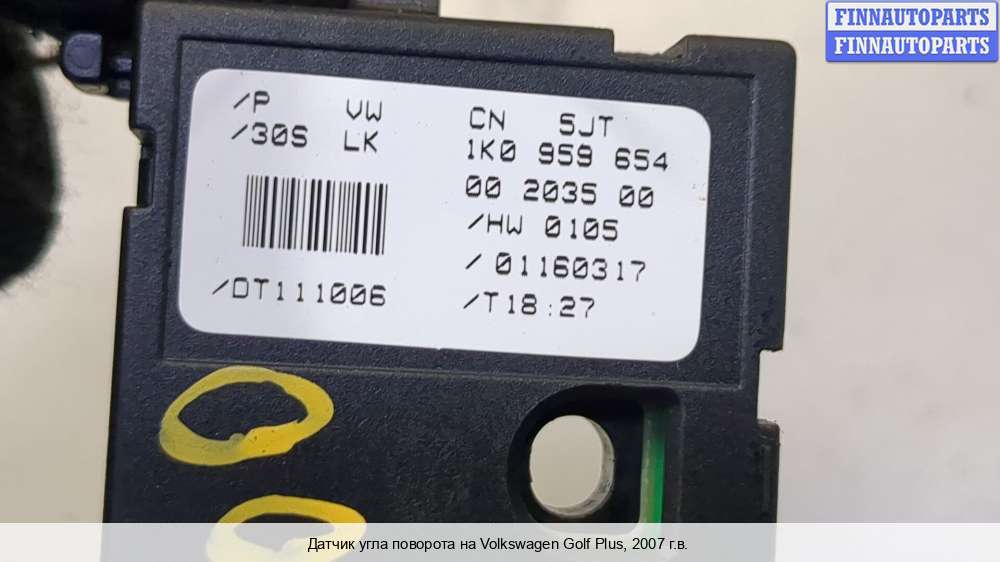 FINNAUTOPARTS
FINNAUTOPARTS
/P VW CN 5JT
/30S LK 1K0 959 654
00 2035 00
/HW 0105
/ 01160317
/DT111006 /T18:27
Датчик угла поворота на Volkswagen Golf Plus, 2007 г.в.